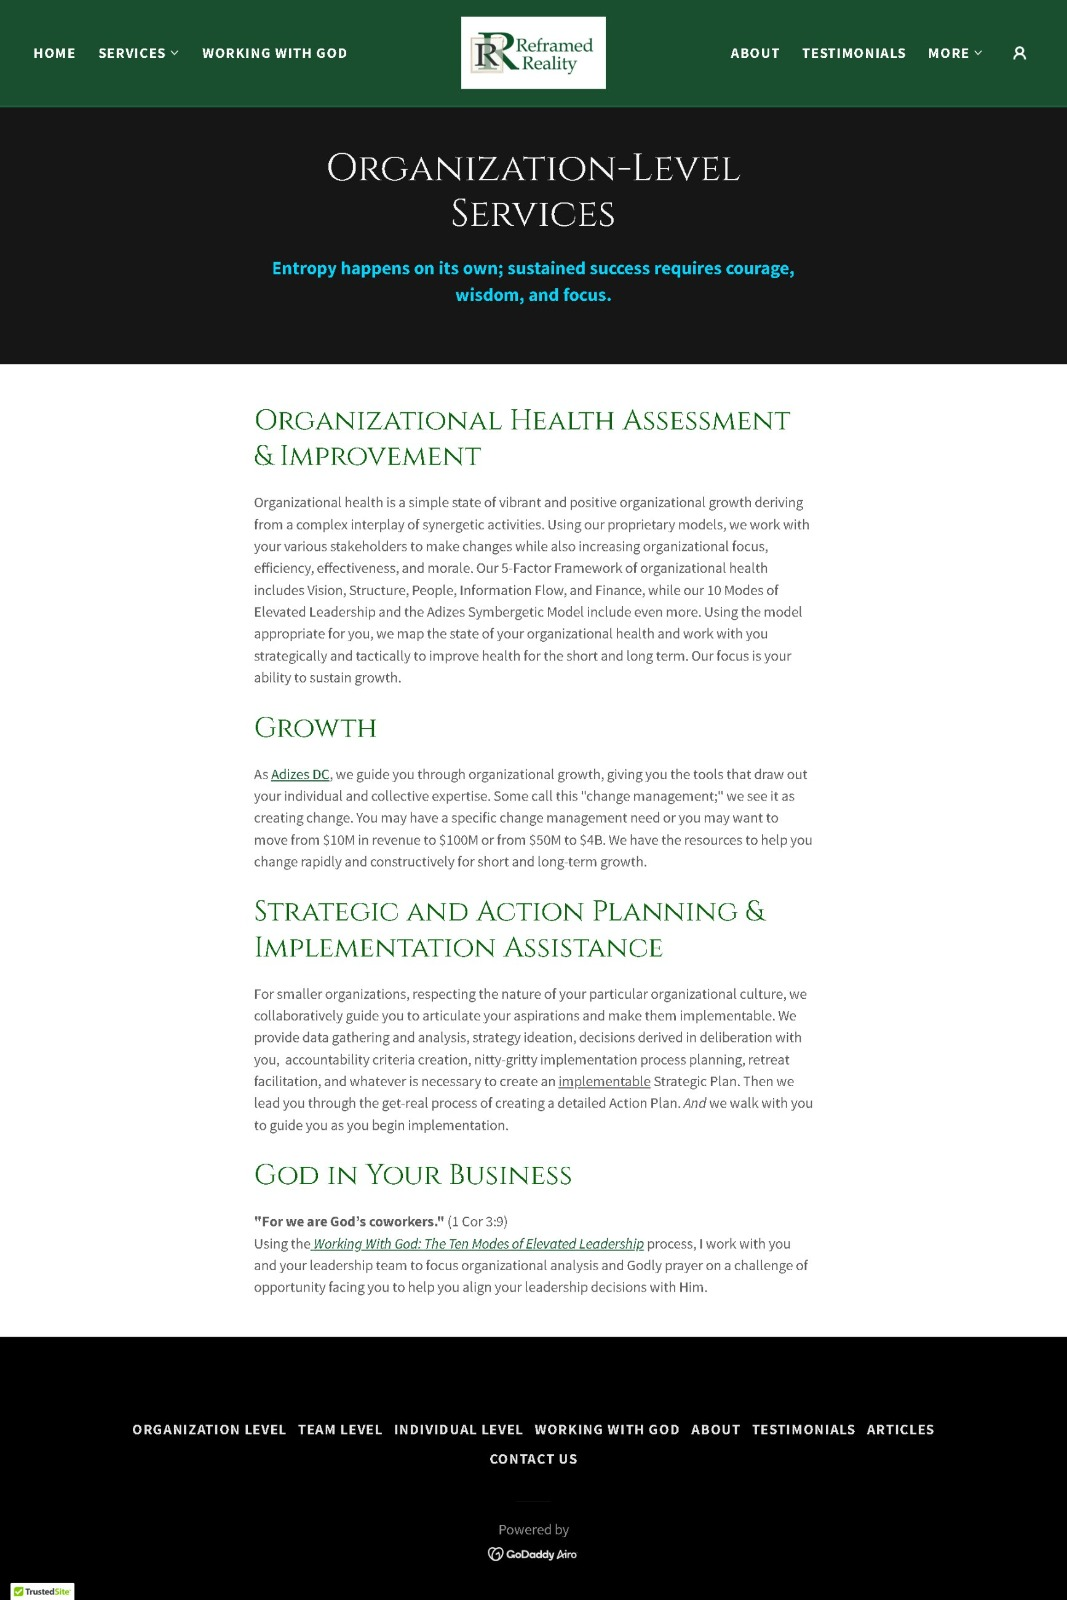 HOME SERVICES WORKING WITH GOD
RR Reframed Reality
ABOUT TESTIMONIALS MORE
Organization-Level
Services
Entropy happens on its own; sustained success requires courage,
wisdom, and focus.
Organizational Health Assessment
& Improvement
Organizational health is a simple state of vibrant and positive organizational growth deriving
from a complex interplay of synergetic activities. Using our proprietary models, we work with
your various stakeholders to make changes while also increasing organizational focus,
efficiency, effectiveness, and morale. Our 5-Factor Framework of organizational health
includes Vision, Structure, People, Information Flow, and Finance, while our 10 Modes of
Elevated Leadership and the Adizes Symbergetic Model include even more. Using the model
appropriate for you, we map the state of your organizational health and work with you
strategically and tactically to improve health for the short and long term. Our focus is your
ability to sustain growth.
Growth
As Adizes DC, we guide you through organizational growth, giving you the tools that draw out
your individual and collective expertise. Some call this "change management;" we see it as
creating change. You may have a specific change management need or you may want to
move from $10M in revenue to $100M or from $50M to $4B. We have the resources to help you
change rapidly and constructively for short and long-term growth.
Strategic and Action Planning &
Implementation Assistance
For smaller organizations, respecting the nature of your particular organizational culture, we
collaboratively guide you to articulate your aspirations and make them implementable. We
provide data gathering and analysis, strategy ideation, decisions derived in deliberation with
you,  accountability criteria creation, nitty-gritty implementation process planning, retreat
facilitation, and whatever is necessary to create an implementable Strategic Plan. Then we
lead you through the get-real process of creating a detailed Action Plan. And we walk with you
to guide you as you begin implementation.
God in Your Business
"For we are God's coworkers." (1 Cor 3:9)
Using the Working With God: The Ten Modes of Elevated Leadership process, I work with you
and your leadership team to focus organizational analysis and Godly prayer on a challenge of
opportunity facing you to help you align your leadership decisions with Him.
ORGANIZATION LEVEL TEAM LEVEL INDIVIDUAL LEVEL WORKING WITH GOD ABOUT TESTIMONIALS ARTICLES
CONTACT US
Powered by
GoDaddy Airo
TrustedSite